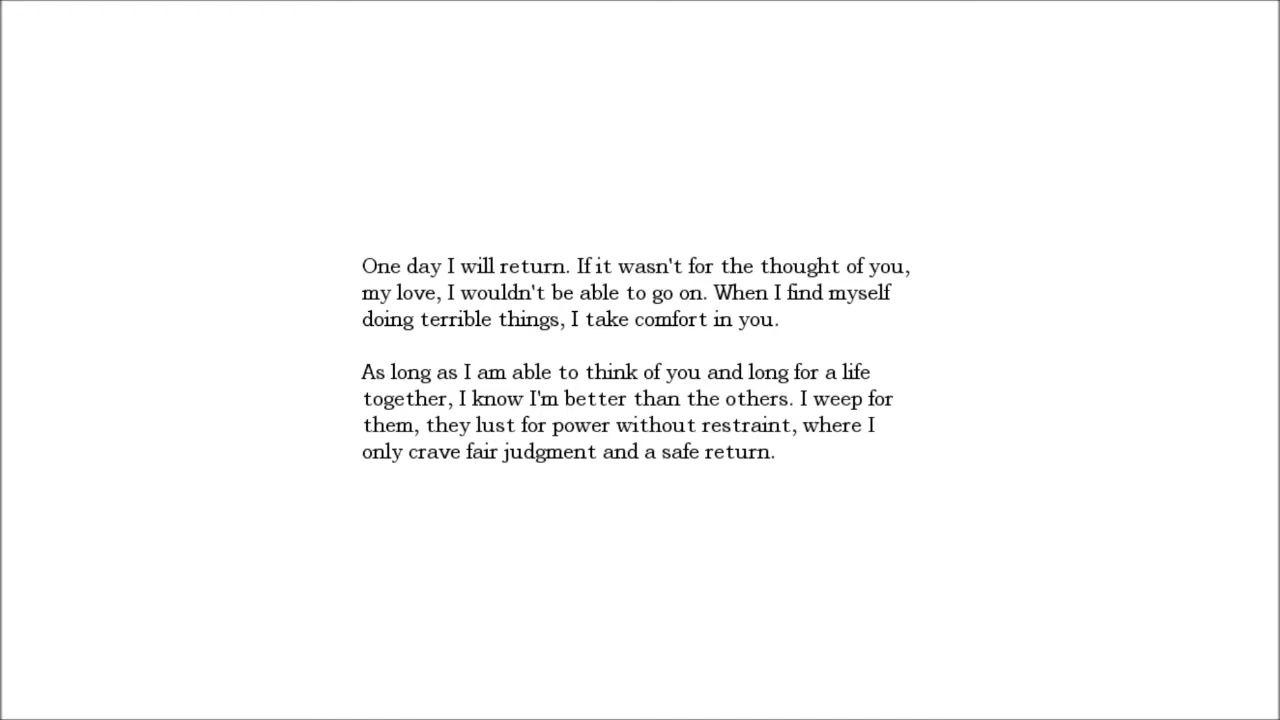 One day I will return. If it wasn't for the thought of you,
my love, I wouldn't be able to go on. When I find myself
doing terrible things, I take comfort in you.
As long as I am able to think of you and long for a life
together, I know I'm better than the others. I weep for
them, they lust for power without restraint, where I
only crave fair judgment and a safe return.